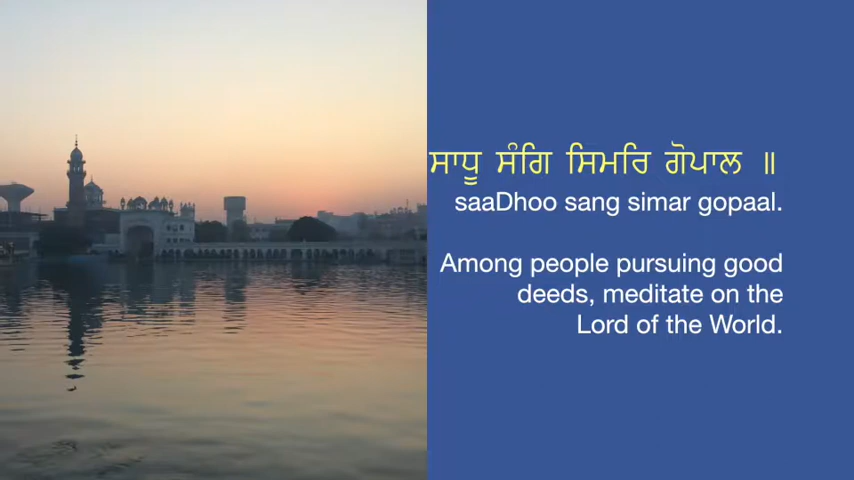 ਸਾਧੂ ਸੰਗਿ ਸਿਮਰਿ ਗੋਪਾਲ ॥
saaDhoo sang simar gopaal.
Among people pursuing good
deeds, meditate on the
Lord of the World.